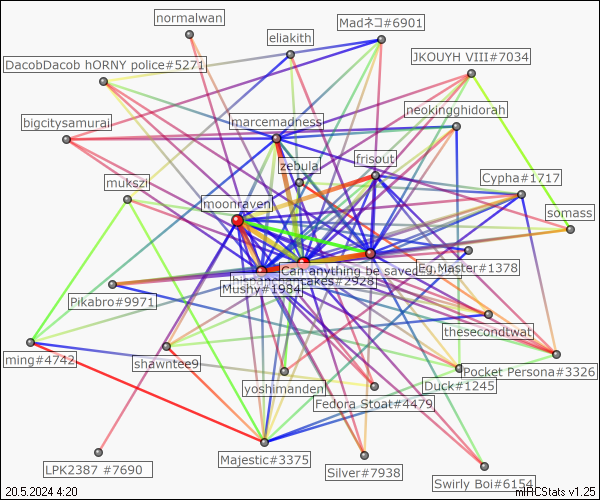 normalwan
Madネコ#6901
eliakith
DacobDacob hORNY police#5271
JKOUYH VIII#7034
neokingghidorah
bigcitysamurai
marcemadness
frisout
zebula
mukszi
Cypha#1717
moonraven
somass
Can anything be saved
Eg,Master#1378
cakes#2928
Mushy#1984
Pikabro#9971
thesecondtwat
ming#4742
shawntee9
Pocket Persona#3326
yoshimanden
Duck#1245
Fedora Stoat#4479
Majestic#3375
LPK2387 #7690
Silver#7938
Swirly Boi#6154
20.5.2024 4:20
mIRCStats v1.25